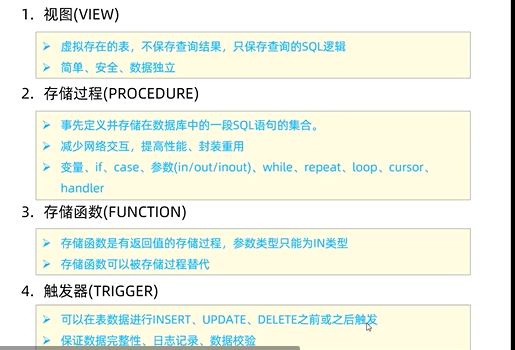 1. 视图(VIEW)
➢ 虚拟存在的表，不保存查询结果，只保存查询的SQL逻辑
➢ 简单、安全、数据独立
2. 存储过程(PROCEDURE)
➢ 事先定义并存储在数据库中的一段SQL语句的集合。
➢ 减少网络交互，提高性能、封装重用
➢ 变量、if、case、参数(in/out/inout)、while、repeat、loop、cursor、
handler
3. 存储函数(FUNCTION)
➢ 存储函数是有返回值的存储过程，参数类型只能为IN类型
➢ 存储函数可以被存储过程替代
4. 触发器(TRIGGER)
➢ 可以在表数据进行INSERT、UPDATE、DELETE之前或之后触发
➢ 保证数据完整性、日志记录、数据校验